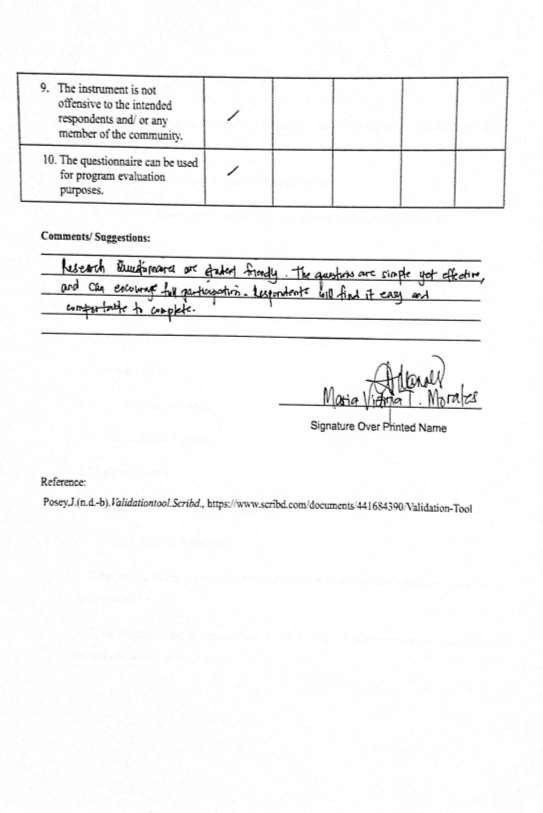 9. The instrument is not
offensive to the intended
respondents and/ or any
member of the community.
/
10. The questionnaire can be used
for program evaluation
purposes.
/
Comments/ Suggestions:
Research are student friendly. The questions are simple yet effective,
and can encourage full participation. Respondents will find it easy and
comfortable to complete.
Maria Victoria T. Morales
Signature Over Printed Name
Reference:
Posey,J.(n.d.-b).Validationtool.Scribd., https://www.scribd.com/documents/441684390/Validation-Tool